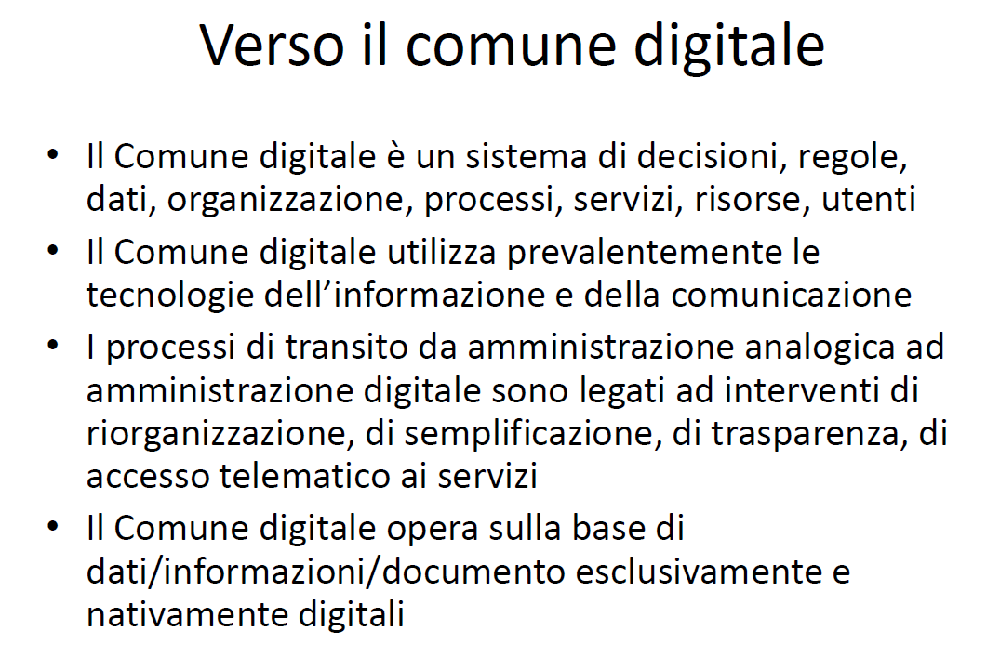 Verso il comune digitale
• Il Comune digitale è un sistema di decisioni, regole,
dati, organizzazione, processi, servizi, risorse, utenti
• Il Comune digitale utilizza prevalentemente le
tecnologie dell’informazione e della comunicazione
• I processi di transito da amministrazione analogica ad
amministrazione digitale sono legati ad interventi di
riorganizzazione, di semplificazione, di trasparenza, di
accesso telematico ai servizi
• Il Comune digitale opera sulla base di
dati/informazioni/documento esclusivamente e
nativamente digitali